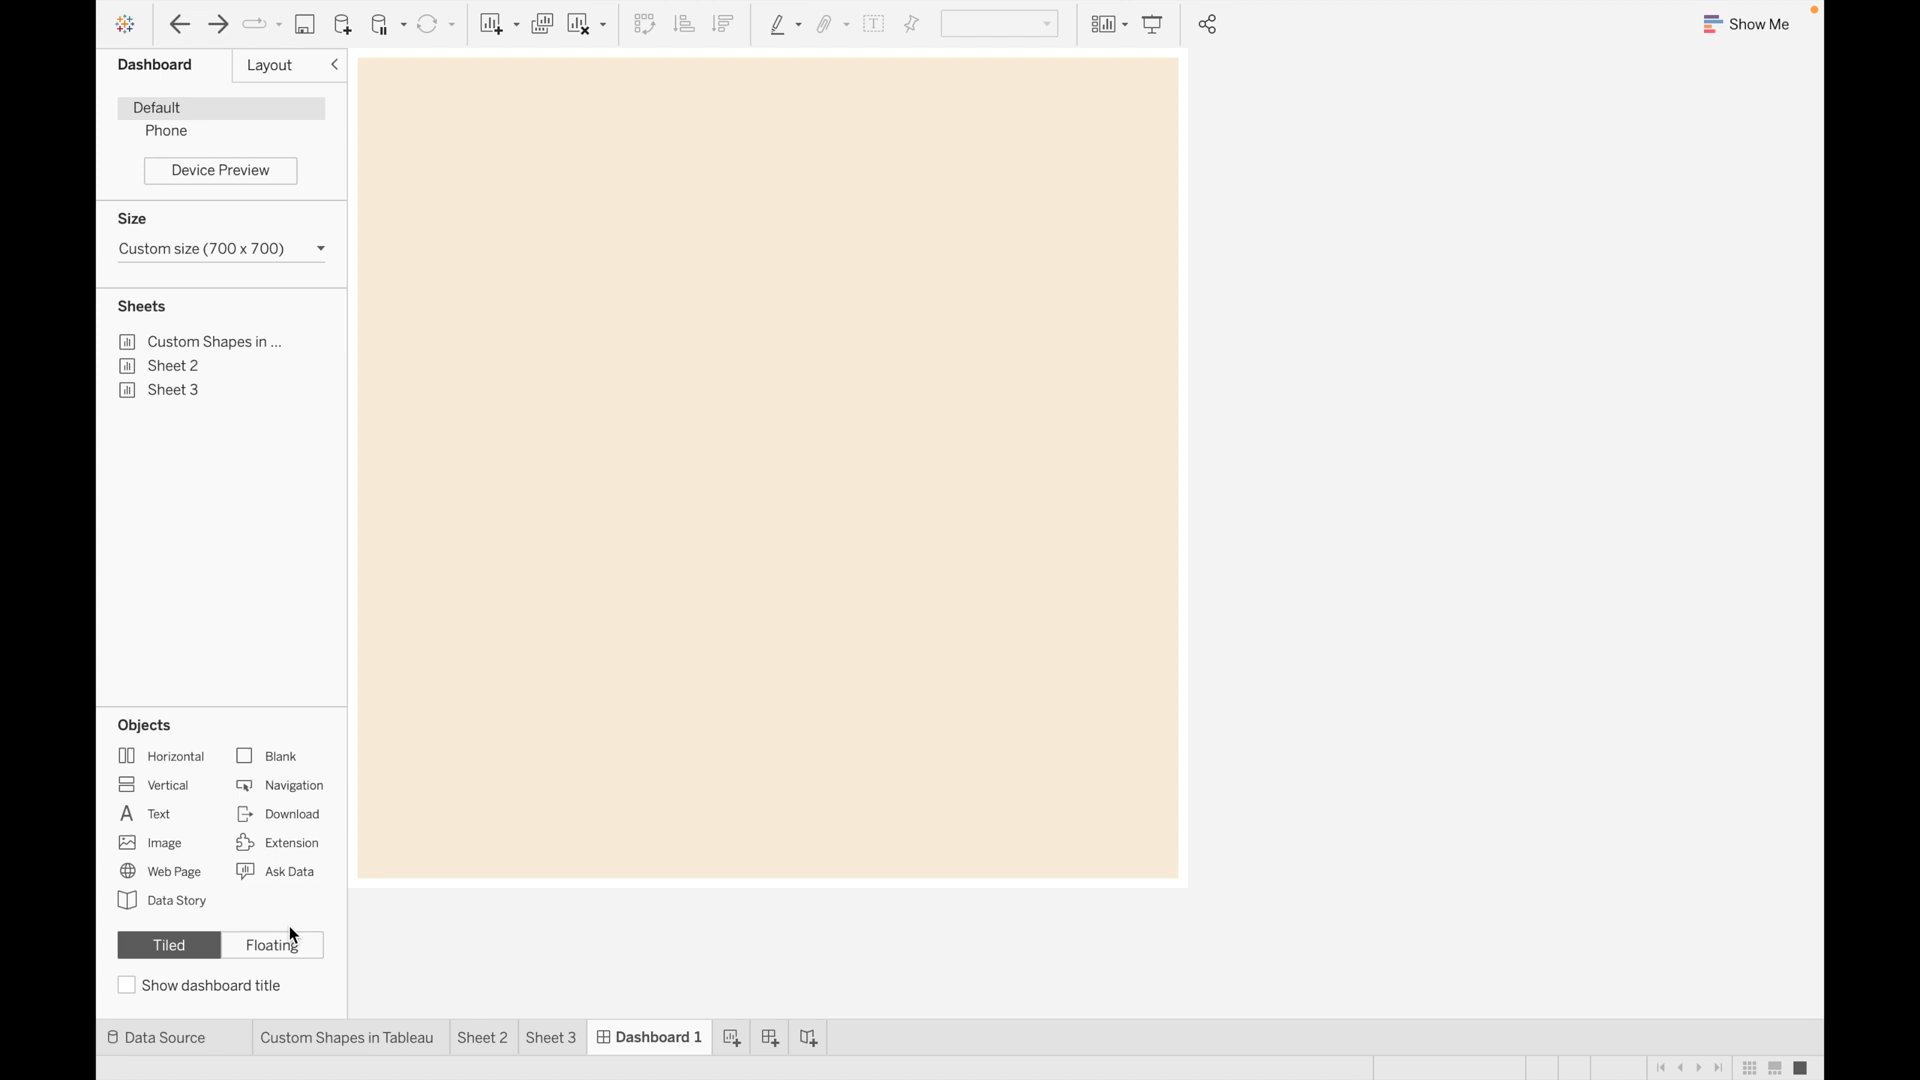 Show Me
Dashboard
Layout
Default
Phone
Device Preview
Size
Custom size (700 x 700)
Sheets
Custom Shapes in ...
Sheet 2
Sheet 3
Objects
Horizontal
Blank
Vertical
Navigation
Text
Download
Image
Extension
Web Page
Ask Data
Data Story
Tiled
Floating
Show dashboard title
Data Source
Custom Shapes in Tableau
Sheet 2
Sheet 3
Dashboard 1